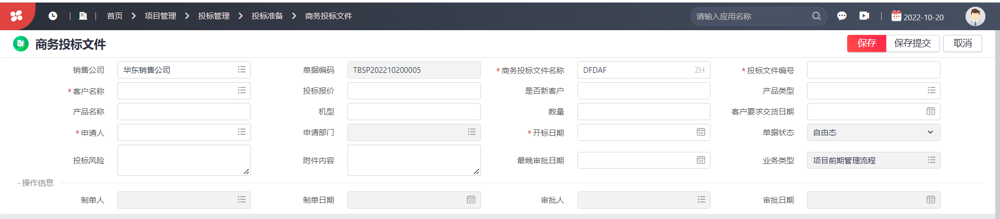 首页 项目管理 投标管理 投标准备 商务投标文件 请输入应用名称 2022-10-20
商务投标文件 保存 保存提交 取消
销售公司 华东销售公司 单据编码 TBSP202210200005 *商务投标文件名称 DFDAF ZH *投标文件编号
*客户名称 投标报价 是否新客户 产品类型
产品名称 机型 数量 客户要求交货日期
*申请人 申请部门 *开标日期 单据状态 自由态
投标风险 附件内容 最晚审批日期 业务类型 项目前期管理流程
- 操作信息
制单人 制单日期 审批人 审批日期